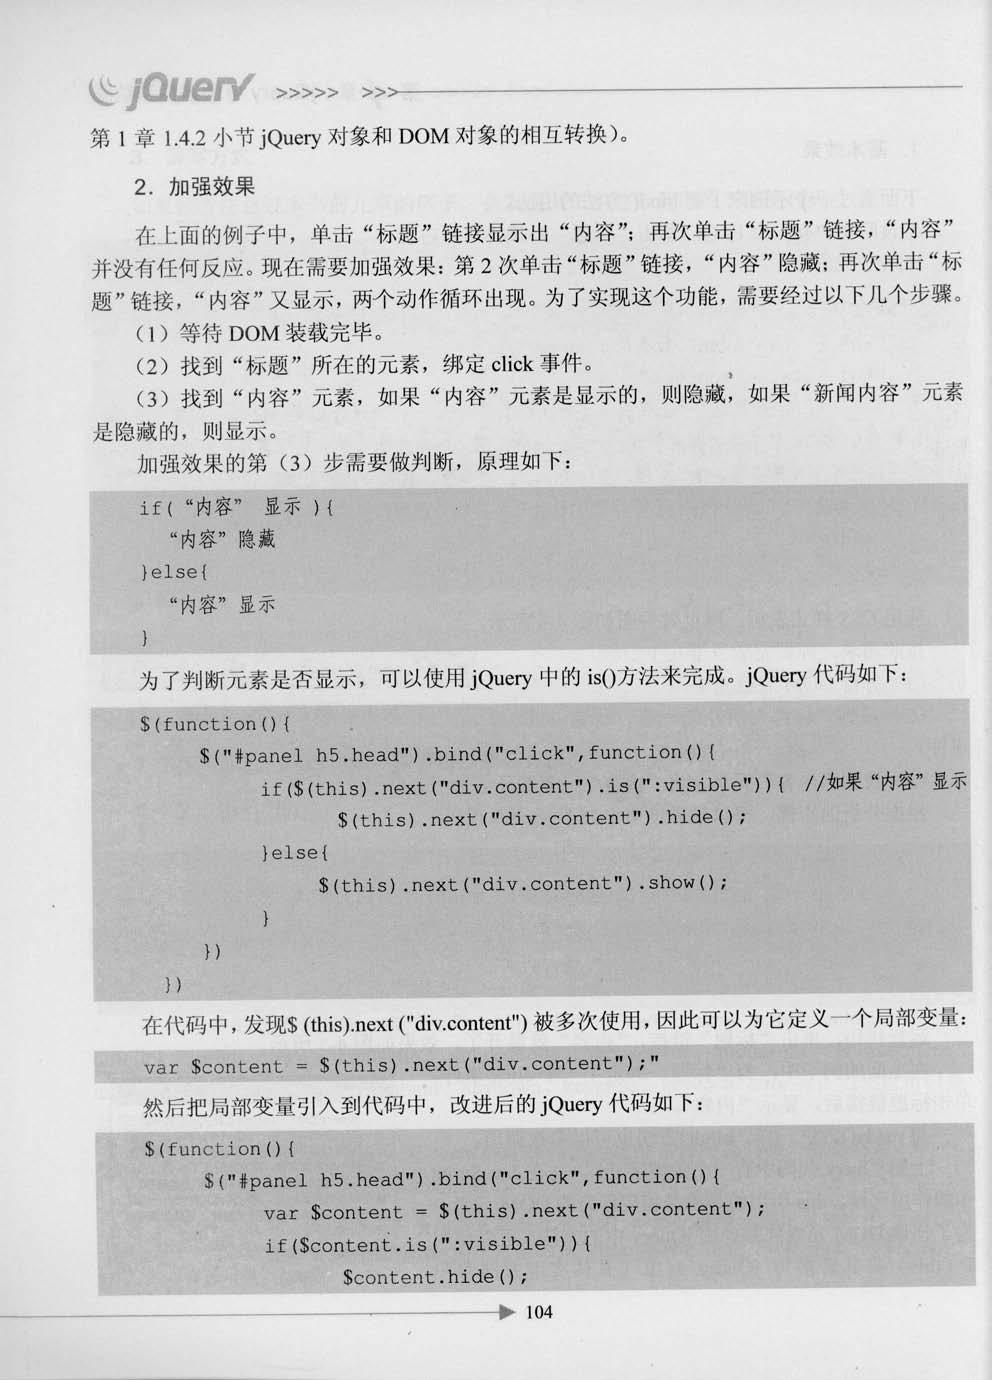 jQuery >>>>> >>>
第 1 章 1.4.2 小节 jQuery 对象和 DOM 对象的相互转换）。
2．加强效果
在上面的例子中，单击“标题”链接显示出“内容”；再次单击“标题”链接，“内容”
并没有任何反应。现在需要加强效果：第 2 次单击“标题”链接，“内容”隐藏；再次单击“标
题”链接，“内容”又显示，两个动作循环出现。为了实现这个功能，需要经过以下几个步骤。
（1）等待 DOM 装载完毕。
（2）找到“标题”所在的元素，绑定 click 事件。
（3）找到“内容”元素，如果“内容”元素是显示的，则隐藏，如果“新闻内容”元素
是隐藏的，则显示。
加强效果的第（3）步需要做判断，原理如下：
if( “内容” 显示 ){
“内容”隐藏
}else{
“内容”显示
}
为了判断元素是否显示，可以使用 jQuery 中的 is()方法来完成。jQuery 代码如下：
$(function(){
$("#panel h5.head").bind("click",function(){
if($(this).next("div.content").is(":visible")){ //如果“内容”显示
$(this).next("div.content").hide();
}else{
$(this).next("div.content").show();
}
})
})
在代码中，发现$ (this).next ("div.content") 被多次使用，因此可以为它定义一个局部变量：
var $content = $(this).next("div.content");"
然后把局部变量引入到代码中，改进后的 jQuery 代码如下：
$(function(){
$("#panel h5.head").bind("click",function(){
var $content = $(this).next("div.content");
if($content.is(":visible")){
$content.hide();
104